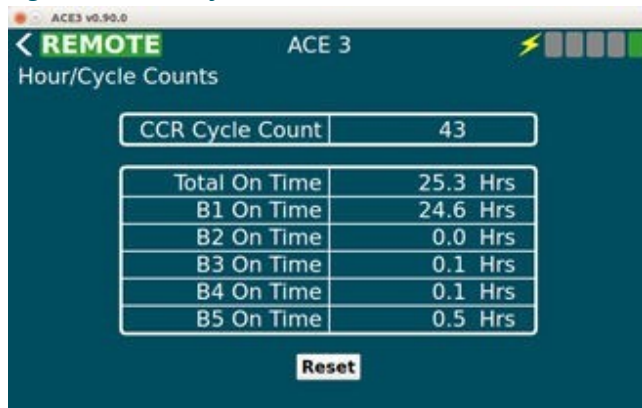 ACE3 v0.90.0
< REMOTE ACE 3
Hour/Cycle Counts
CCR Cycle Count 43
Total On Time 25.3 Hrs
B1 On Time 24.6 Hrs
B2 On Time 0.0 Hrs
B3 On Time 0.1 Hrs
B4 On Time 0.1 Hrs
B5 On Time 0.5 Hrs
Reset